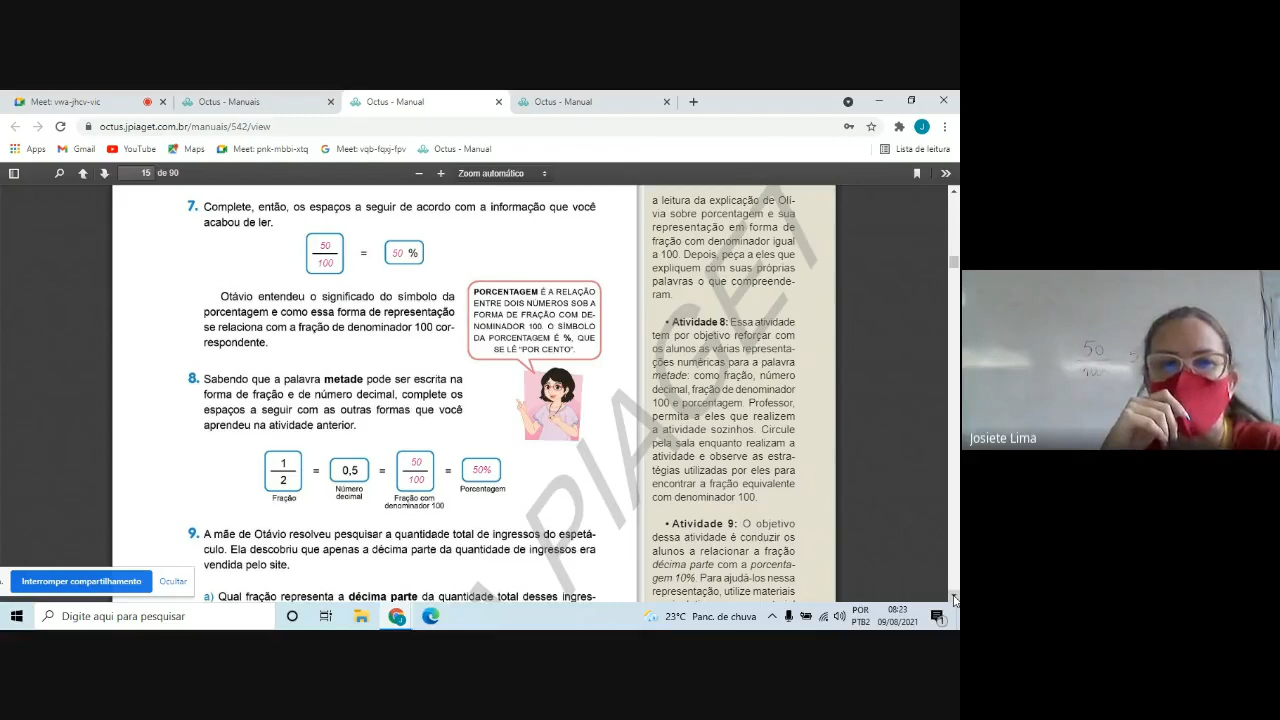 Meet: vwa-jhcv-vic
Octus - Manuais
Octus - Manual
Octus - Manual
octus.jpiaget.com.br/manuais/542/view
Apps
Gmail
YouTube
Maps
Meet: pnk-mbbi-xtq
Meet: vqb-fqxj-fpv
Octus - Manual
Lista de leitura
15 de 90
Zoom automático
7. Complete, então, os espaços a seguir de acordo com a informação que você
acabou de ler.
50
100
=
50 %
Otávio entendeu o significado do símbolo da
porcentagem e como essa forma de representação
se relaciona com a fração de denominador 100 cor-
respondente.
PORCENTAGEM É A RELAÇÃO
ENTRE DOIS NÚMEROS SOB A
FORMA DE FRAÇÃO COM DE-
NOMINADOR 100. O SÍMBOLO
DA PORCENTAGEM É %, QUE
SE LÊ “POR CENTO”.
8. Sabendo que a palavra metade pode ser escrita na
forma de fração e de número decimal, complete os
espaços a seguir com as outras formas que você
aprendeu na atividade anterior.
1
2
=
0,5
=
50
100
=
50%
Fração
Número
decimal
Fração com
denominador 100
Porcentagem
9. A mãe de Otávio resolveu pesquisar a quantidade total de ingressos do espetá-
culo. Ela descobriu que apenas a décima parte da quantidade de ingressos era
vendida pelo site.
a) Qual fração representa a décima parte da quantidade total desses ingres-
a leitura da explicação de Olí-
via sobre porcentagem e sua
representação em forma de
fração com denominador igual
a 100. Depois, peça a eles que
expliquem com suas próprias
palavras o que compreende-
ram.
• Atividade 8: Essa atividade
tem por objetivo reforçar com
os alunos as várias representa-
ções numéricas para a palavra
metade: como fração, número
decimal, fração de denominador
100 e porcentagem. Professor,
permita a eles que realizem
a atividade sozinhos. Circule
pela sala enquanto realizam a
atividade e observe as estra-
tégias utilizadas por eles para
encontrar a fração equivalente
com denominador 100.
• Atividade 9: O objetivo
dessa atividade é conduzir os
alunos a relacionar a fração
décima parte com a porcenta-
gem 10%. Para ajudá-los nessa
representação, utilize materiais
PIAGET
Interromper compartilhamento
Ocultar
Digite aqui para pesquisar
23°C Panc. de chuva
POR
PTB2
08:23
09/08/2021
1
50
Josiete Lima